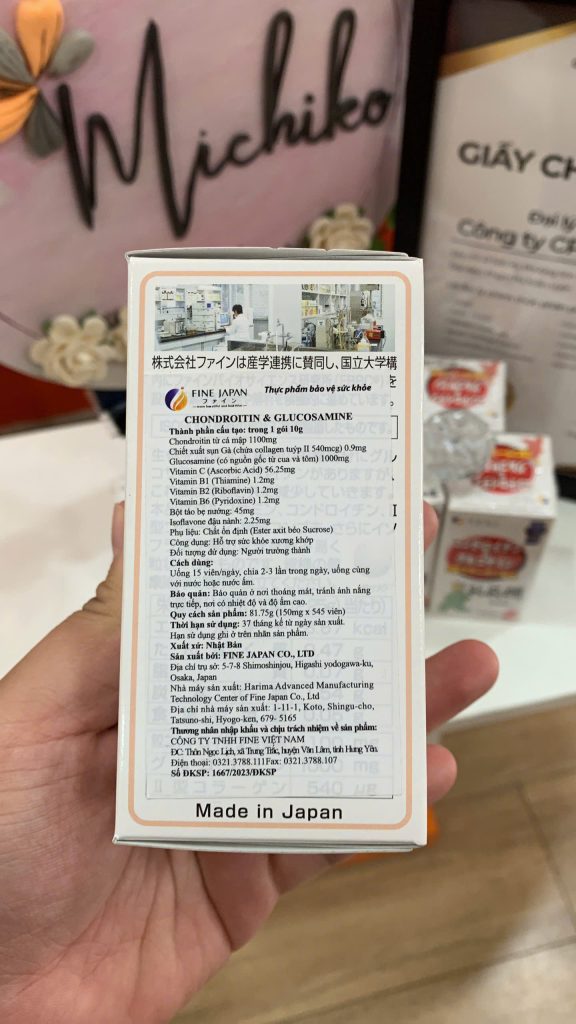 Michiko
GIẤY CH
Đại lý
Công ty CP
株式会社ファインは産学連携に賛同し、国立大学構
FINE JAPAN
ファイン
Thực phẩm bảo vệ sức khỏe
CHONDROITIN & GLUCOSAMINE
Thành phần cấu tạo: trong 1 gói 10g
Chondroitin từ cá mập 1100mg
Chiết xuất sụn Gà (chứa collagen tuýp II 540mcg) 0.9mg
Glucosamine (có nguồn gốc từ cua và tôm) 1000mg
Vitamin C (Ascorbic Acid) 56.25mg
Vitamin B1 (Thiamine) 1.2mg
Vitamin B2 (Riboflavin) 1.2mg
Vitamin B6 (Pyridoxine) 1.2mg
Bột tảo bẹ nướng: 45mg
Isoflavone đậu nành: 2.25mg
Phụ liệu: Chất ổn định (Ester axit béo Sucrose)
Công dụng: Hỗ trợ sức khỏe xương khớp
Đối tượng dử dụng: Người trưởng thành
Cách dùng:
Uống 15 viên/ngày, chia 2-3 lần trong ngày, uống cùng
với nước hoặc nước ấm.
Bảo quản: Bảo quản ở nơi thoáng mát, tránh ánh nắng
trực tiếp, nơi có nhiệt độ và độ ẩm cao.
Quy cách sản phẩm: 81.75g (150mg x 545 viên)
Thời hạn sử dụng: 37 tháng kể từ ngày sản xuất.
Hạn sử dụng ghi ở trên nhãn sản phẩm.
Xuất xứ: Nhật Bản
Sản xuất bởi: FINE JAPAN CO., LTD
Địa chỉ trụ sở: 5-7-8 Shimoshinjou, Higashi yodogawa-ku,
Osaka, Japan
Nhà máy sản xuất: Harima Advanced Manufacturing
Technology Center of Fine Japan Co., Ltd
Địa chỉ nhà máy sản xuất: 1-11-1, Koto, Shingu-cho,
Tatsuno-shi, Hyogo-ken, 679- 5165
Thương nhân nhập khẩu và chịu trách nhiệm về sản phẩm:
CÔNG TY TNHH FINE VIỆT NAM
ĐC: Thôn Ngọc Lịch, xã Trưng Trắc, huyện Văn Lâm, tỉnh Hưng Yên.
Điện thoại: 0321.3788.111Fax:0321.3788.107
Số ĐKSP: 1667/2023/ĐKSP
Made in Japan